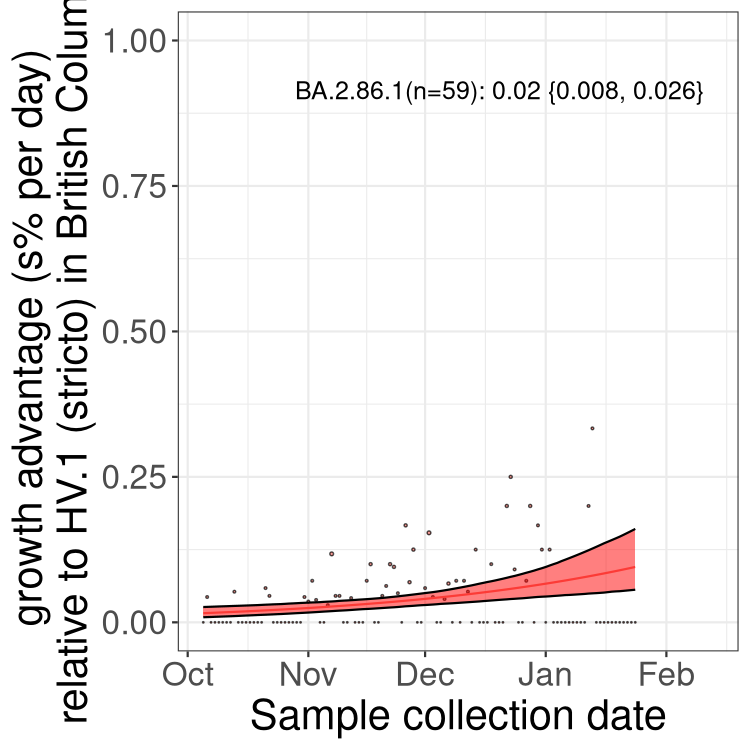 growth advantage (s% per day)
relative to HV.1 (stricto) in British Colum
1.00
0.75
0.50
0.25
0.00
BA.2.86.1(n=59): 0.02 {0.008, 0.026}
Oct Nov Dec Jan Feb
Sample collection date